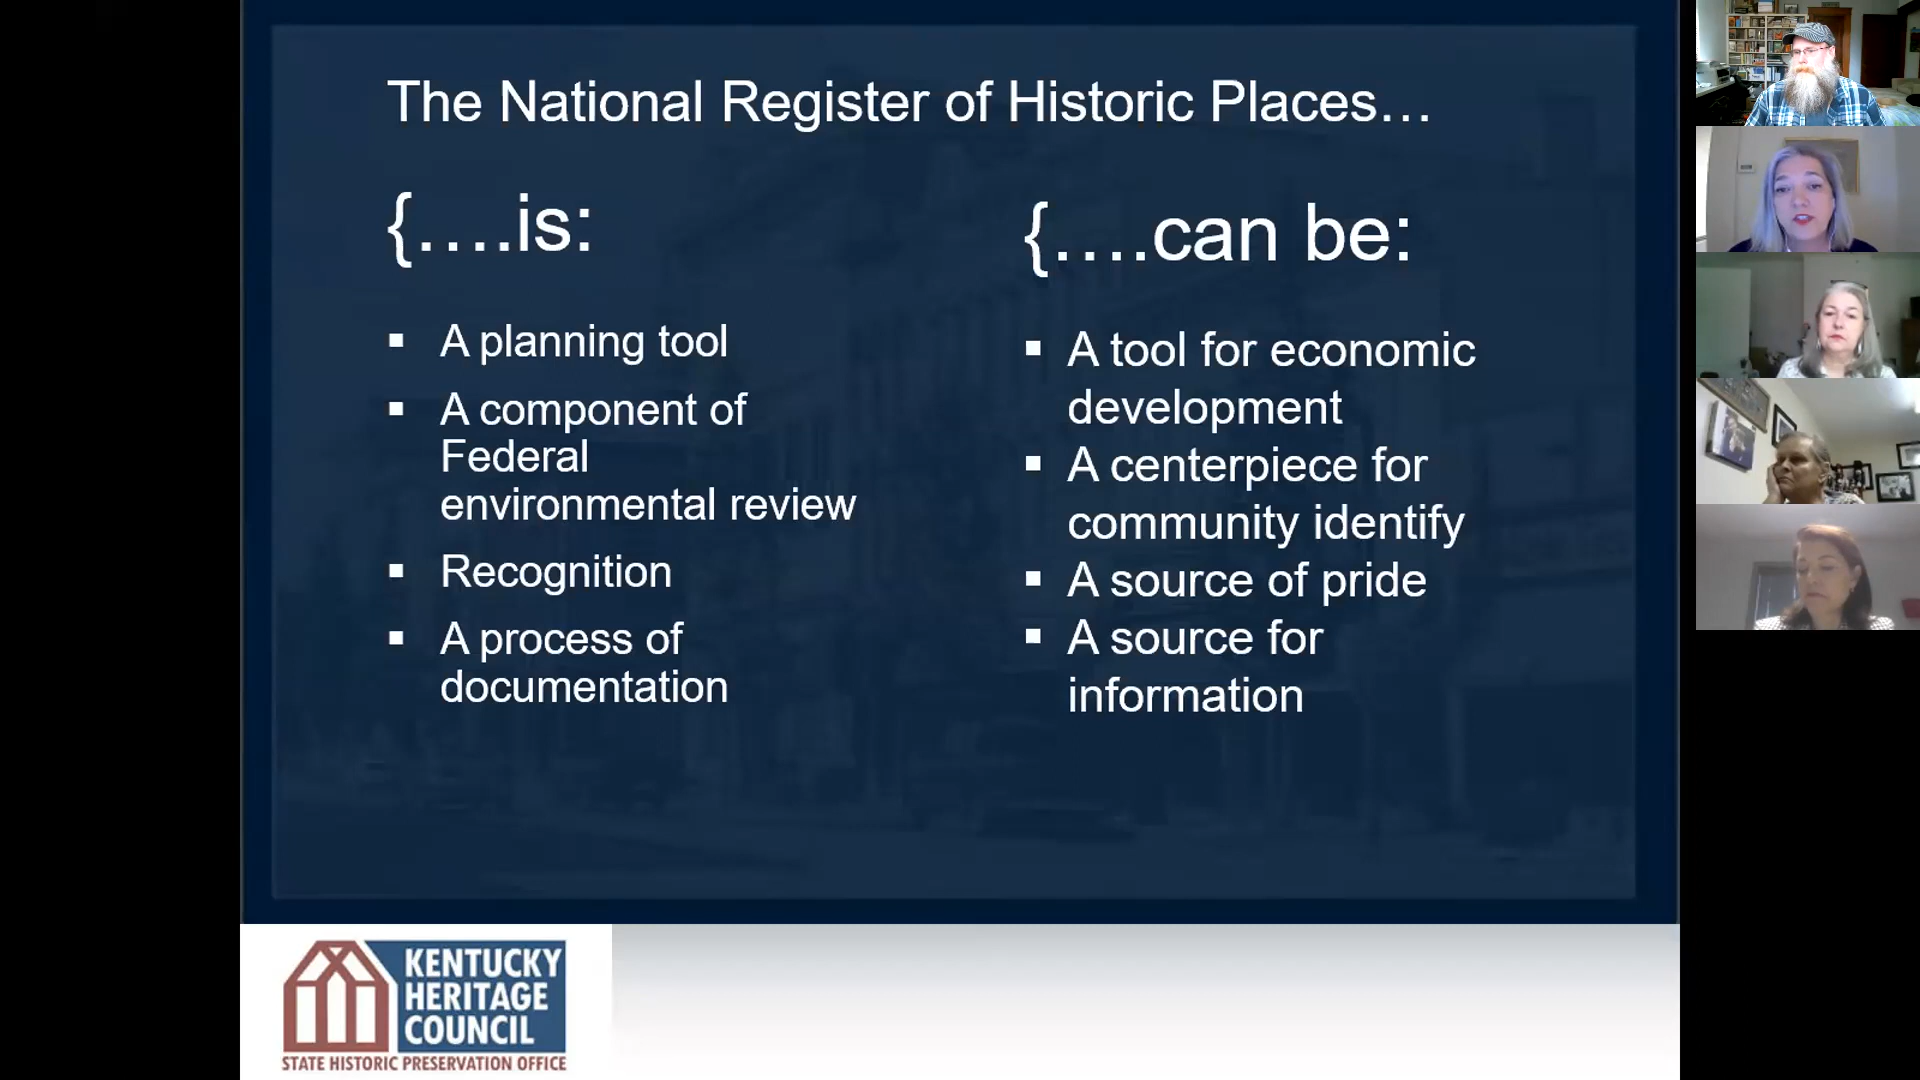 The National Register of Historic Places…
{….is:
▪ A planning tool
▪ A component of
Federal
environmental review
▪ Recognition
▪ A process of
documentation
{….can be:
▪ A tool for economic
development
▪ A centerpiece for
community identify
▪ A source of pride
▪ A source for
information
KENTUCKY
HERITAGE
COUNCIL
STATE HISTORIC PRESERVATION OFFICE